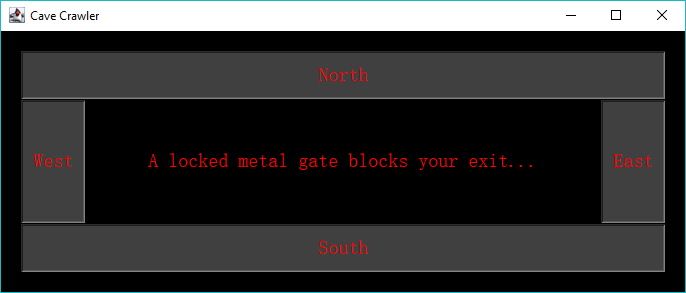 Cave Crawler
North
West
A locked metal gate blocks your exit...
East
South